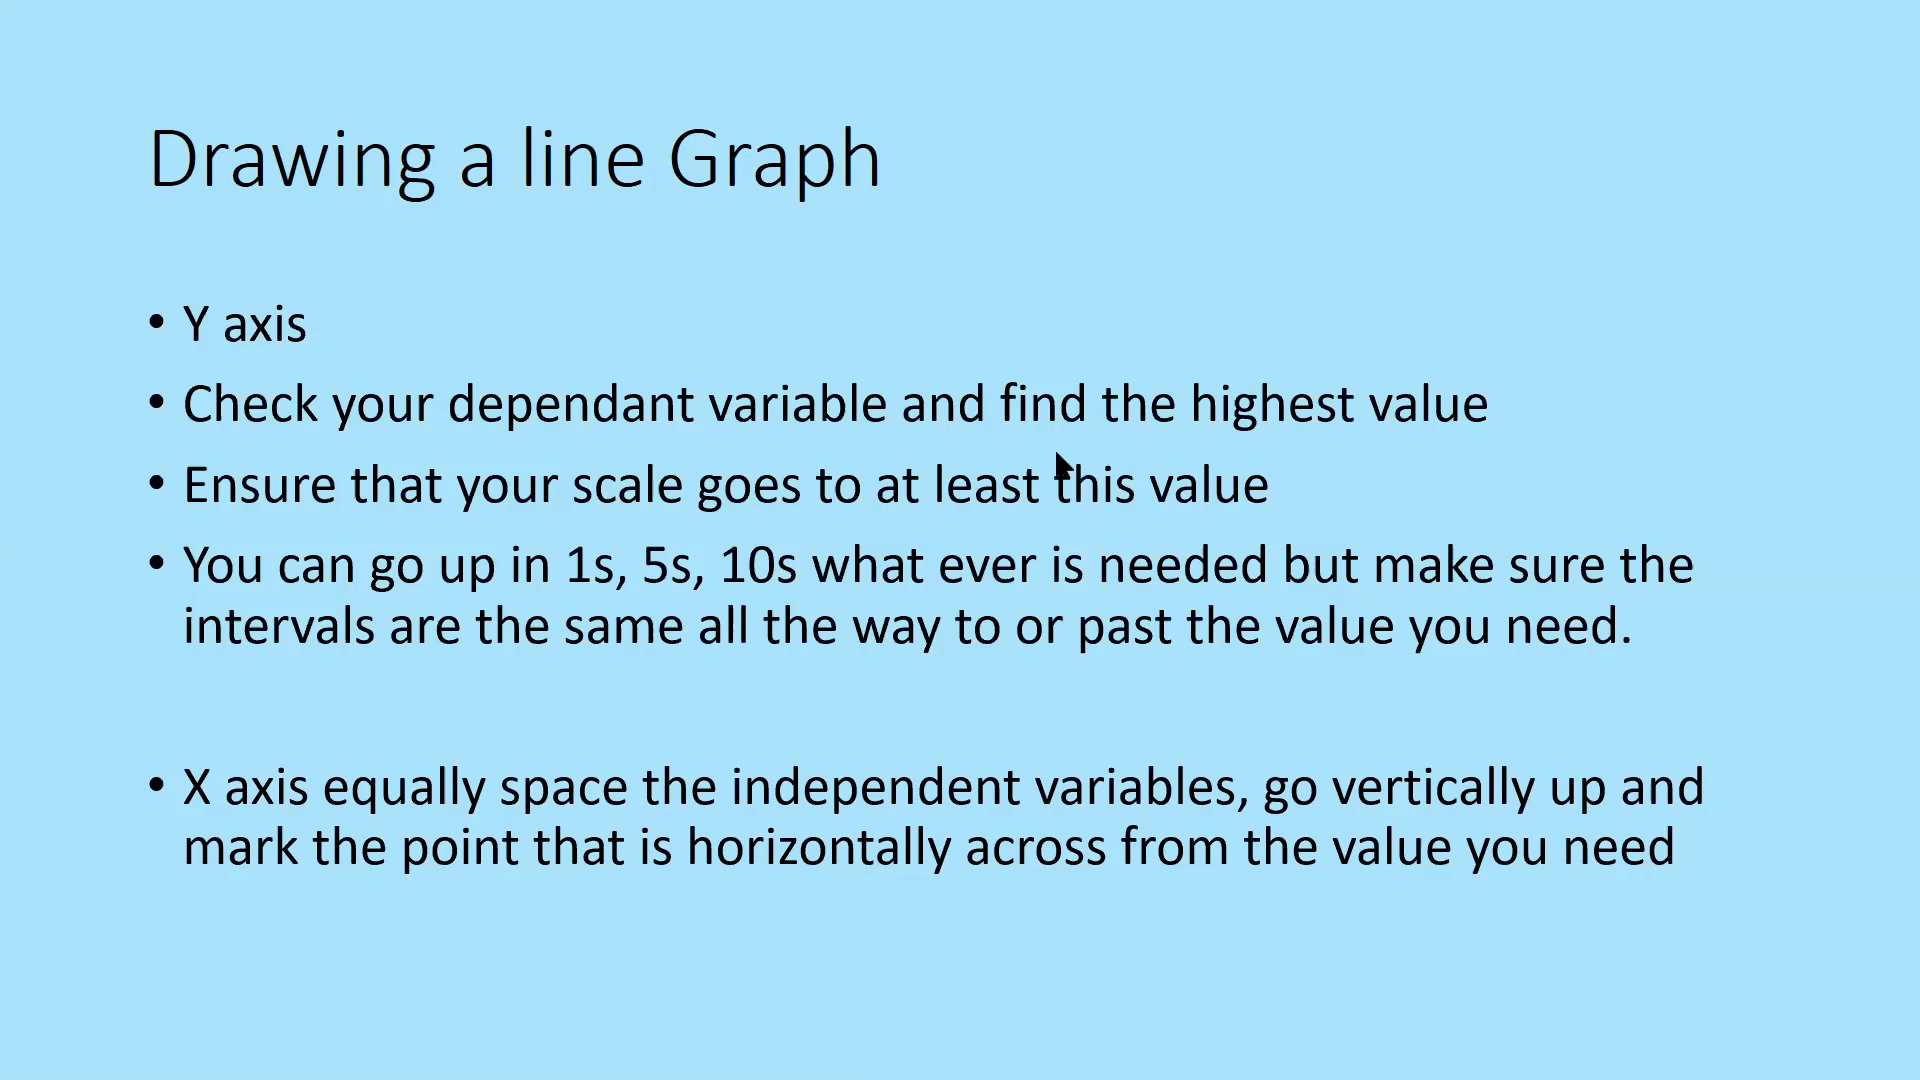 Drawing a line Graph
• Y axis
• Check your dependant variable and find the highest value
• Ensure that your scale goes to at least this value
• You can go up in 1s, 5s, 10s what ever is needed but make sure the
intervals are the same all the way to or past the value you need.
• X axis equally space the independent variables, go vertically up and
mark the point that is horizontally across from the value you need